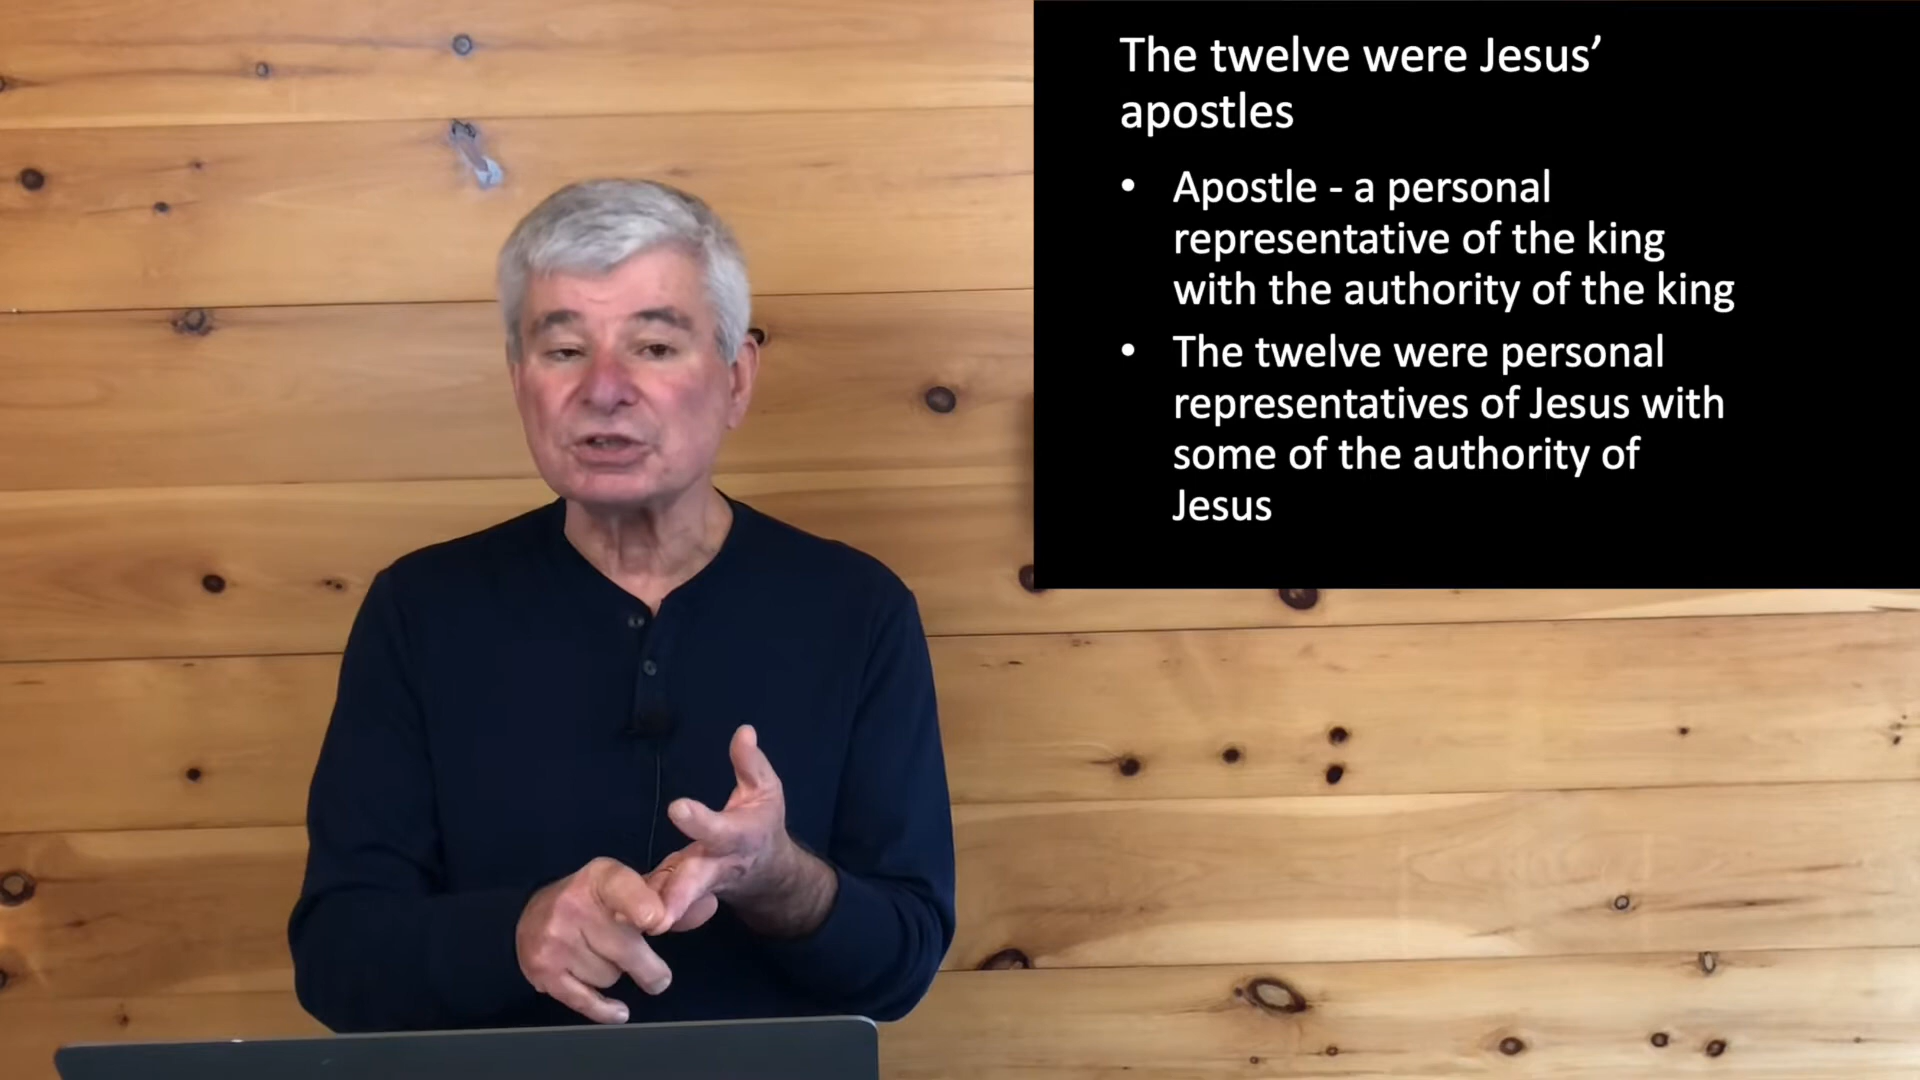 The twelve were Jesus’
apostles
• Apostle - a personal
representative of the king
with the authority of the king
• The twelve were personal
representatives of Jesus with
some of the authority of
Jesus